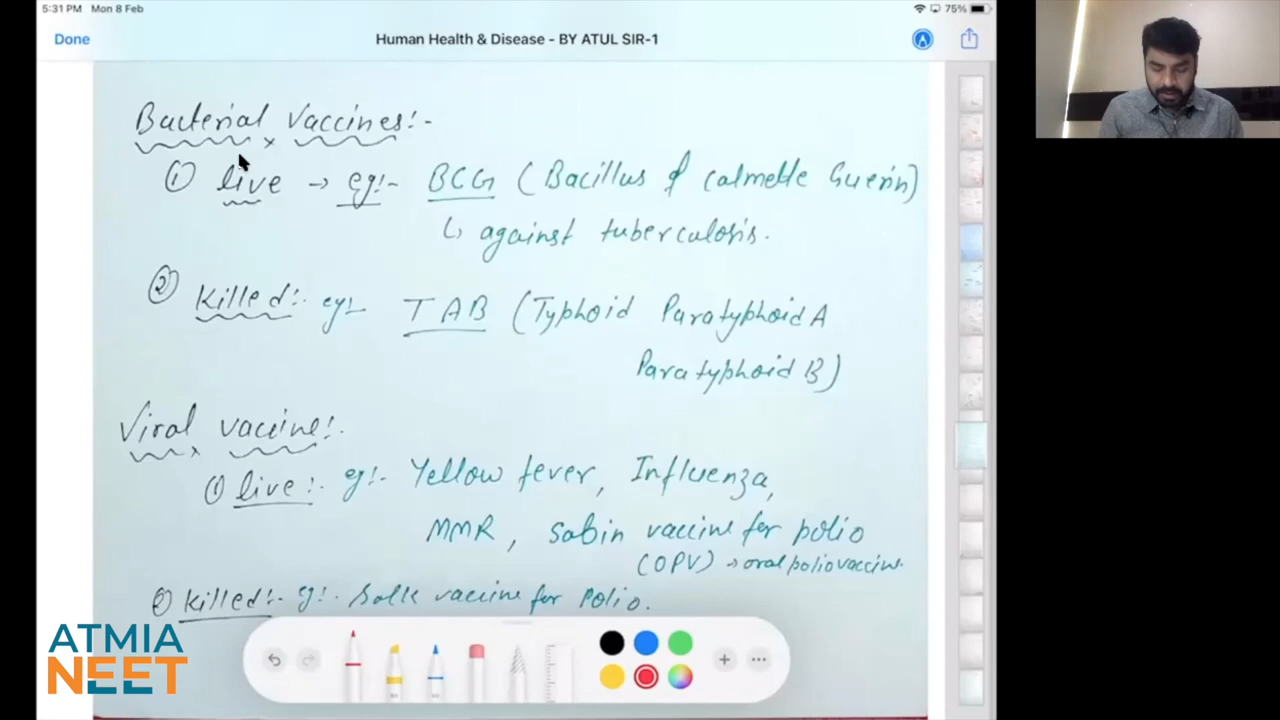 5:31 PM Mon 8 Feb
75%
Done
Human Health & Disease - BY ATUL SIR-1
Bacterial Vaccines:-
① live → eg:- BCG (Bacillus of Calmette Guerin)
↳ against tuberculosis.
② Killed:- eg:- TAB (Typhoid Paratyphoid A
Paratyphoid B)
Viral vaccine:-
① live:- eg:- Yellow fever, Influenza,
MMR, Sabin vaccine for polio
(OPV) → oral polio vaccine.
② Killed:- eg:- Salk vaccine for Polio.
ATMIA
NEET